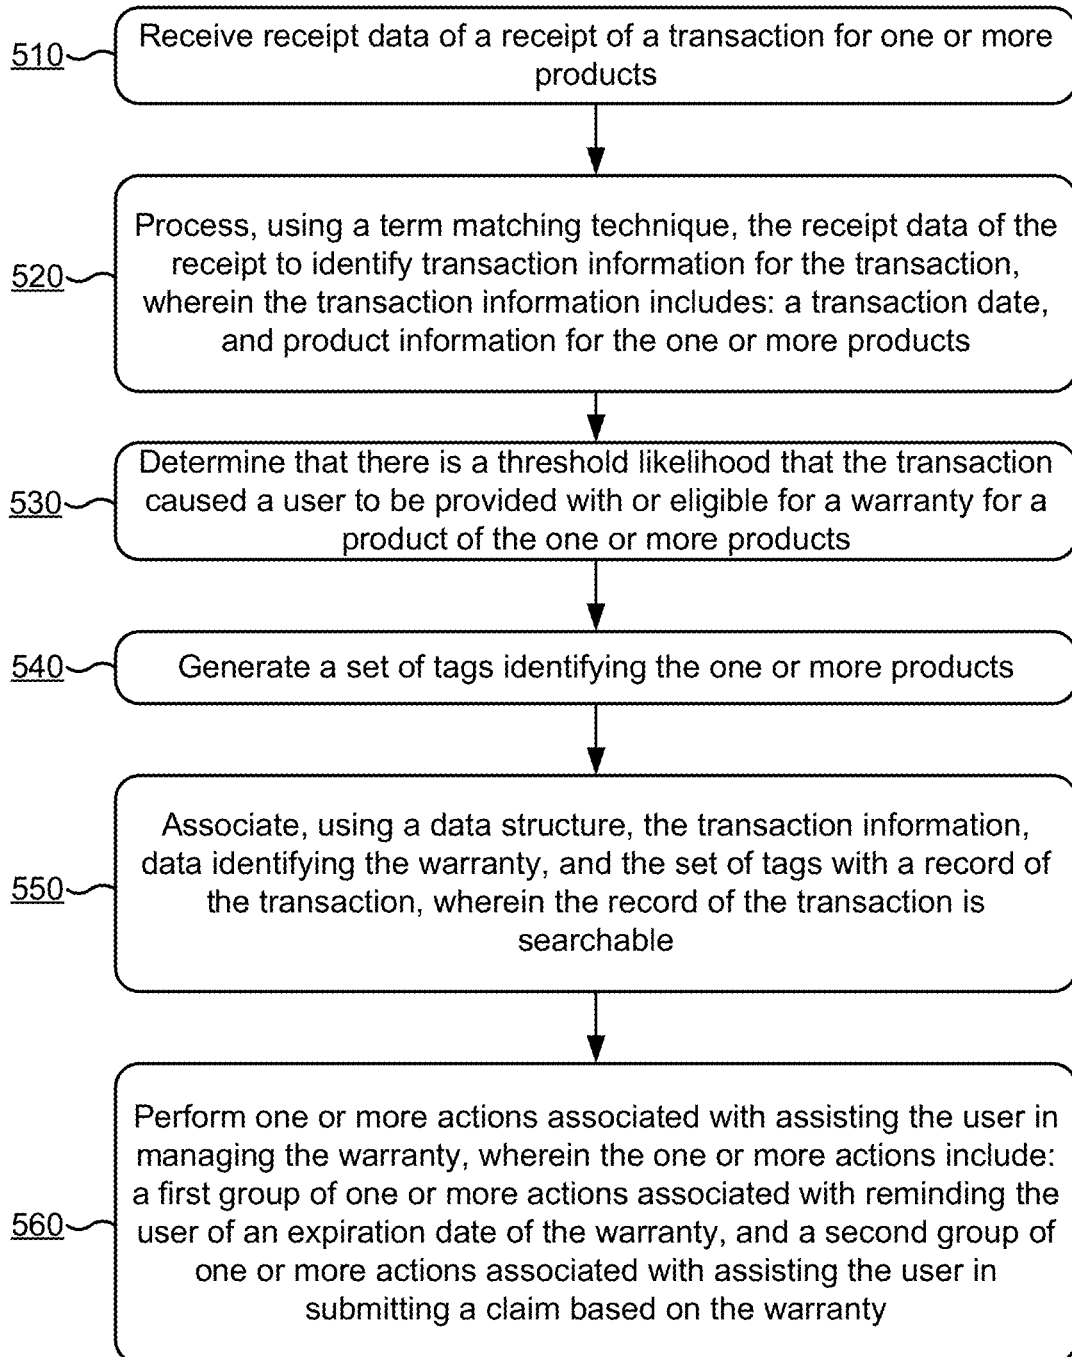 510
Receive receipt data of a receipt of a transaction for one or more
products
520
Process, using a term matching technique, the receipt data of the
receipt to identify transaction information for the transaction,
wherein the transaction information includes: a transaction date,
and product information for the one or more products
530
Determine that there is a threshold likelihood that the transaction
caused a user to be provided with or eligible for a warranty for a
product of the one or more products
540
Generate a set of tags identifying the one or more products
550
Associate, using a data structure, the transaction information,
data identifying the warranty, and the set of tags with a record of
the transaction, wherein the record of the transaction is
searchable
560
Perform one or more actions associated with assisting the user in
managing the warranty, wherein the one or more actions include:
a first group of one or more actions associated with reminding the
user of an expiration date of the warranty, and a second group of
one or more actions associated with assisting the user in
submitting a claim based on the warranty